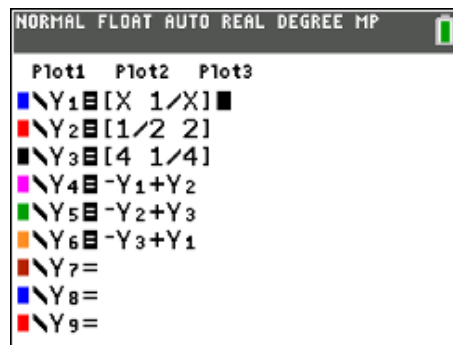 NORMAL FLOAT AUTO REAL DEGREE MP
Plot1 Plot2 Plot3
\Y₁=[X 1/X]
\Y₂=[1/2 2]
\Y₃=[4 1/4]
\Y₄=⁻Y₁+Y₂
\Y₅=⁻Y₂+Y₃
\Y₆=⁻Y₃+Y₁
\Y₇=
\Y₈=
\Y₉=